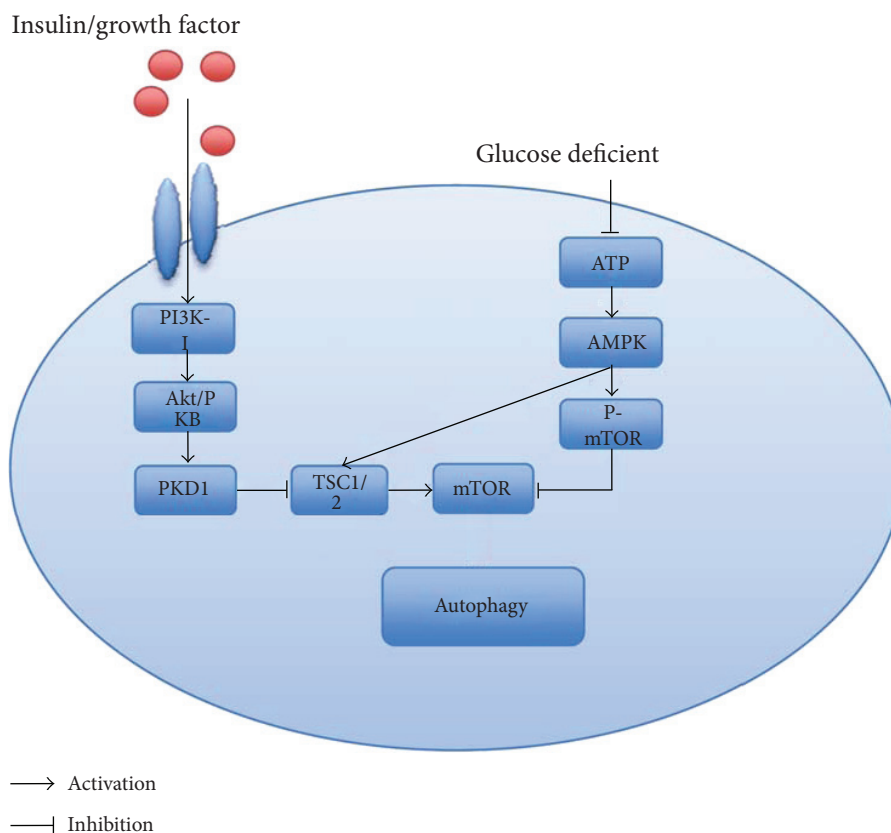 Insulin/growth factor
Glucose deficient
ATP
PI3K-
I
AMPK
Akt/P
KB
P-
mTOR
PKD1
TSC1/
2
mTOR
Autophagy
Activation
Inhibition